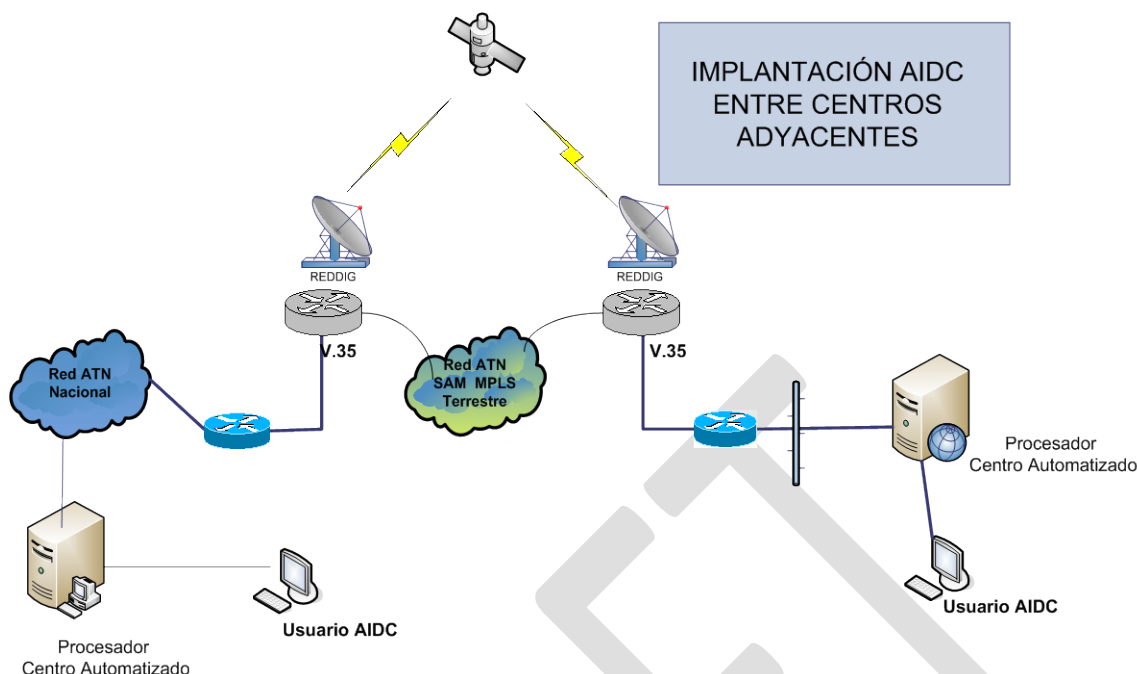 IMPLANTACIÓN AIDC
ENTRE CENTROS
ADYACENTES
REDDIG
REDDIG
V.35
V.35
Red ATN
SAM MPLS
Terrestre
Red ATN
Nacional
Procesador
Centro Automatizado
Usuario AIDC
Usuario AIDC
Procesador
Centro Automatizado